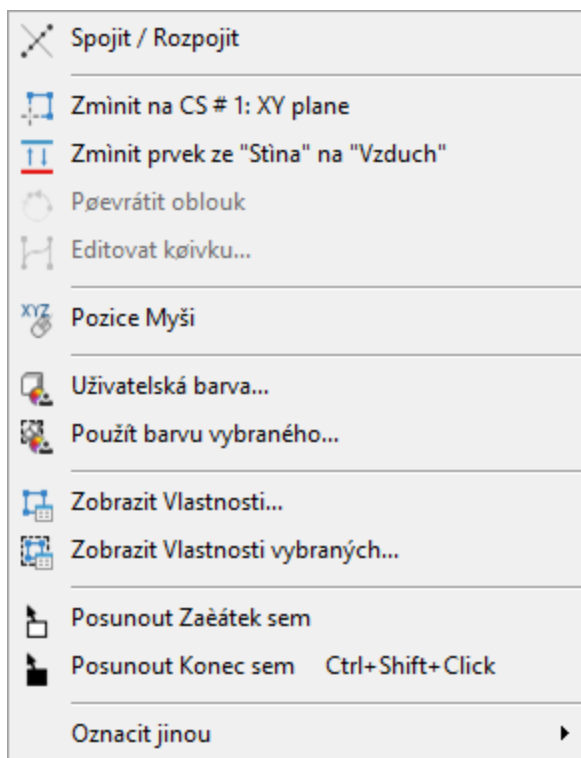 Spojit / Rozpojit
Zmìnit na CS # 1: XY plane
Zmìnit prvek ze "Stìna" na "Vzduch"
Pøevrátit oblouk
Editovat køivku...
XYZ
Pozice Myši
Uživatelská barva...
Použít barvu vybraného...
Zobrazit Vlastnosti...
Zobrazit Vlastnosti vybraných...
Posunout Zaèátek sem
Posunout Konec sem Ctrl+Shift+Click
Oznacit jinou